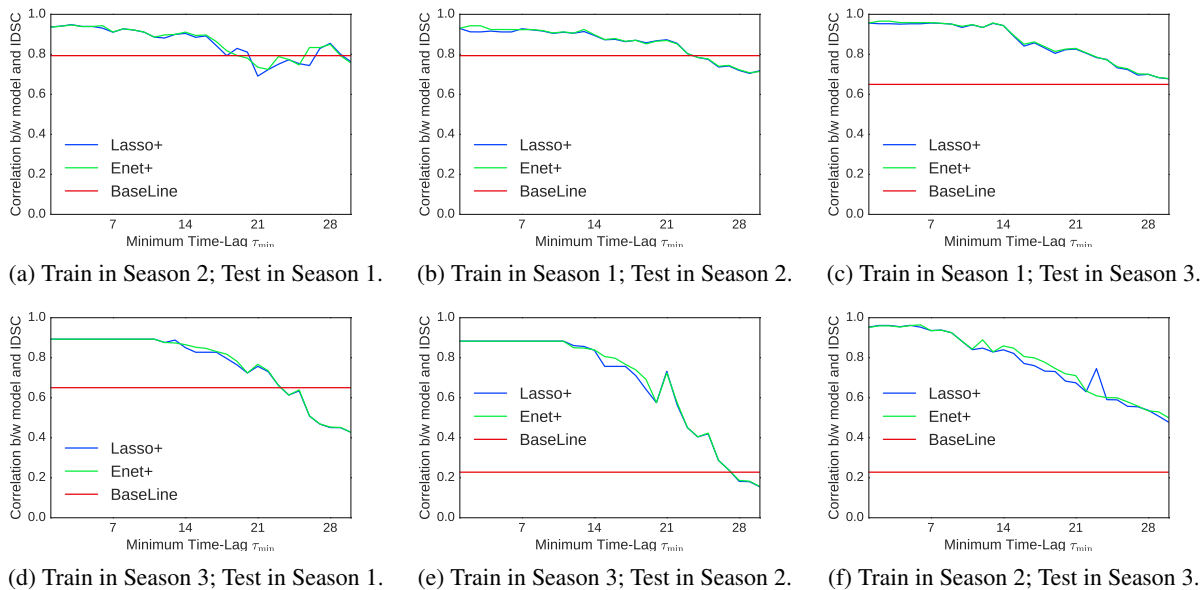 Correlation b/w model and IDSC
1.0
0.8
0.6
0.4
0.2
0.0
Lasso+
Enet+
BaseLine
7 14 21 28
Minimum Time-Lag τmin
(a) Train in Season 2; Test in Season 1.
Correlation b/w model and IDSC
1.0
0.8
0.6
0.4
0.2
0.0
Lasso+
Enet+
BaseLine
7 14 21 28
Minimum Time-Lag τmin
(b) Train in Season 1; Test in Season 2.
Correlation b/w model and IDSC
1.0
0.8
0.6
0.4
0.2
0.0
Lasso+
Enet+
BaseLine
7 14 21 28
Minimum Time-Lag τmin
(c) Train in Season 1; Test in Season 3.
Correlation b/w model and IDSC
1.0
0.8
0.6
0.4
0.2
0.0
Lasso+
Enet+
BaseLine
7 14 21 28
Minimum Time-Lag τmin
(d) Train in Season 3; Test in Season 1.
Correlation b/w model and IDSC
1.0
0.8
0.6
0.4
0.2
0.0
Lasso+
Enet+
BaseLine
7 14 21 28
Minimum Time-Lag τmin
(e) Train in Season 3; Test in Season 2.
Correlation b/w model and IDSC
1.0
0.8
0.6
0.4
0.2
0.0
Lasso+
Enet+
BaseLine
7 14 21 28
Minimum Time-Lag τmin
(f) Train in Season 2; Test in Season 3.